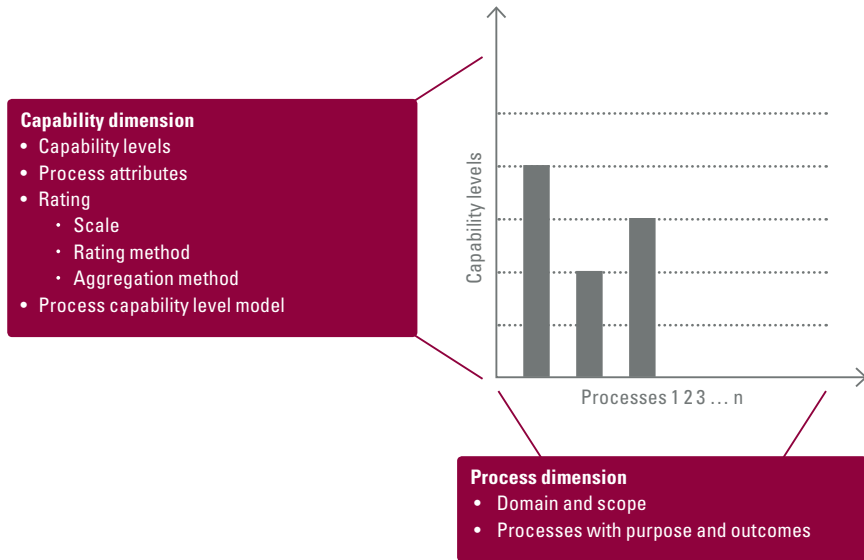 Capability dimension
• Capability levels
• Process attributes
• Rating
• Scale
• Rating method
• Aggregation method
• Process capability level model
Capability levels
Processes 1 2 3 … n
Process dimension
• Domain and scope
• Processes with purpose and outcomes